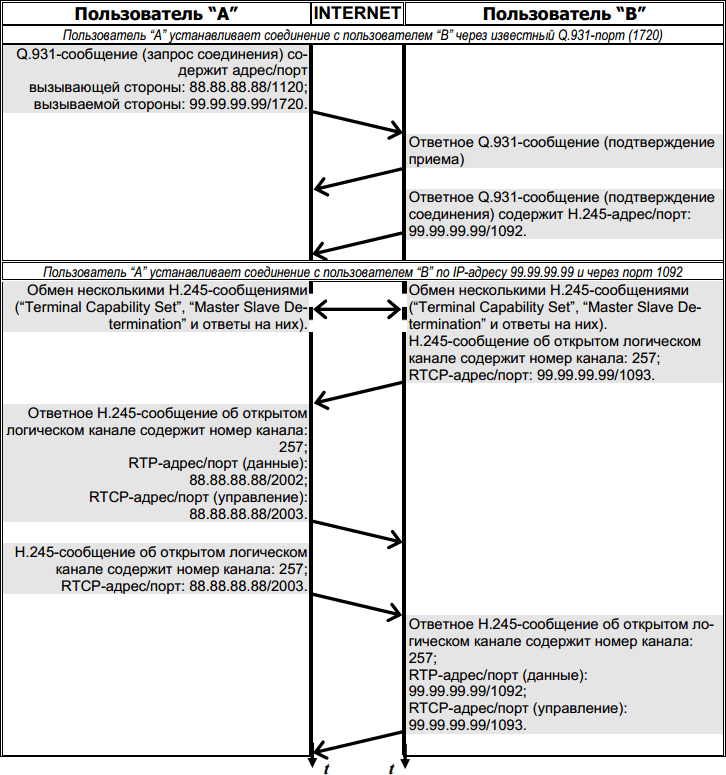 Пользователь “А”
INTERNET
Пользователь “В”
Пользователь “А” устанавливает соединение с пользователем “В” через известный Q.931-порт (1720)
Q.931-сообщение (запрос соединения) со-
держит адрес/порт
вызывающей стороны: 88.88.88.88/1120;
вызываемой стороны: 99.99.99.99/1720.
Ответное Q.931-сообщение (подтверждение
приема)
Ответное Q.931-сообщение (подтверждение
соединения) содержит H.245-адрес/порт:
99.99.99.99/1092.
Пользователь “А” устанавливает соединение с пользователем “В” по IP-адресу 99.99.99.99 и через порт 1092
Обмен несколькими H.245-сообщениями
(“Terminal Capability Set”, “Master Slave De-
termination” и ответы на них).
Обмен несколькими H.245-сообщениями
(“Terminal Capability Set”, “Master Slave De-
termination” и ответы на них).
H.245-сообщение об открытом логическом
канале содержит номер канала: 257;
RTCP-адрес/порт: 99.99.99.99/1093.
Ответное H.245-сообщение об открытом
логическом канале содержит номер канала:
257;
RTP-адрес/порт (данные):
88.88.88.88/2002;
RTCP-адрес/порт (управление):
88.88.88.88/2003.
H.245-сообщение об открытом логическом
канале содержит номер канала: 257;
RTCP-адрес/порт: 88.88.88.88/2003.
Ответное H.245-сообщение об открытом ло-
гическом канале содержит номер канала:
257;
RTP-адрес/порт (данные):
99.99.99.99/1092;
RTCP-адрес/порт (управление):
99.99.99.99/1093.
t
t